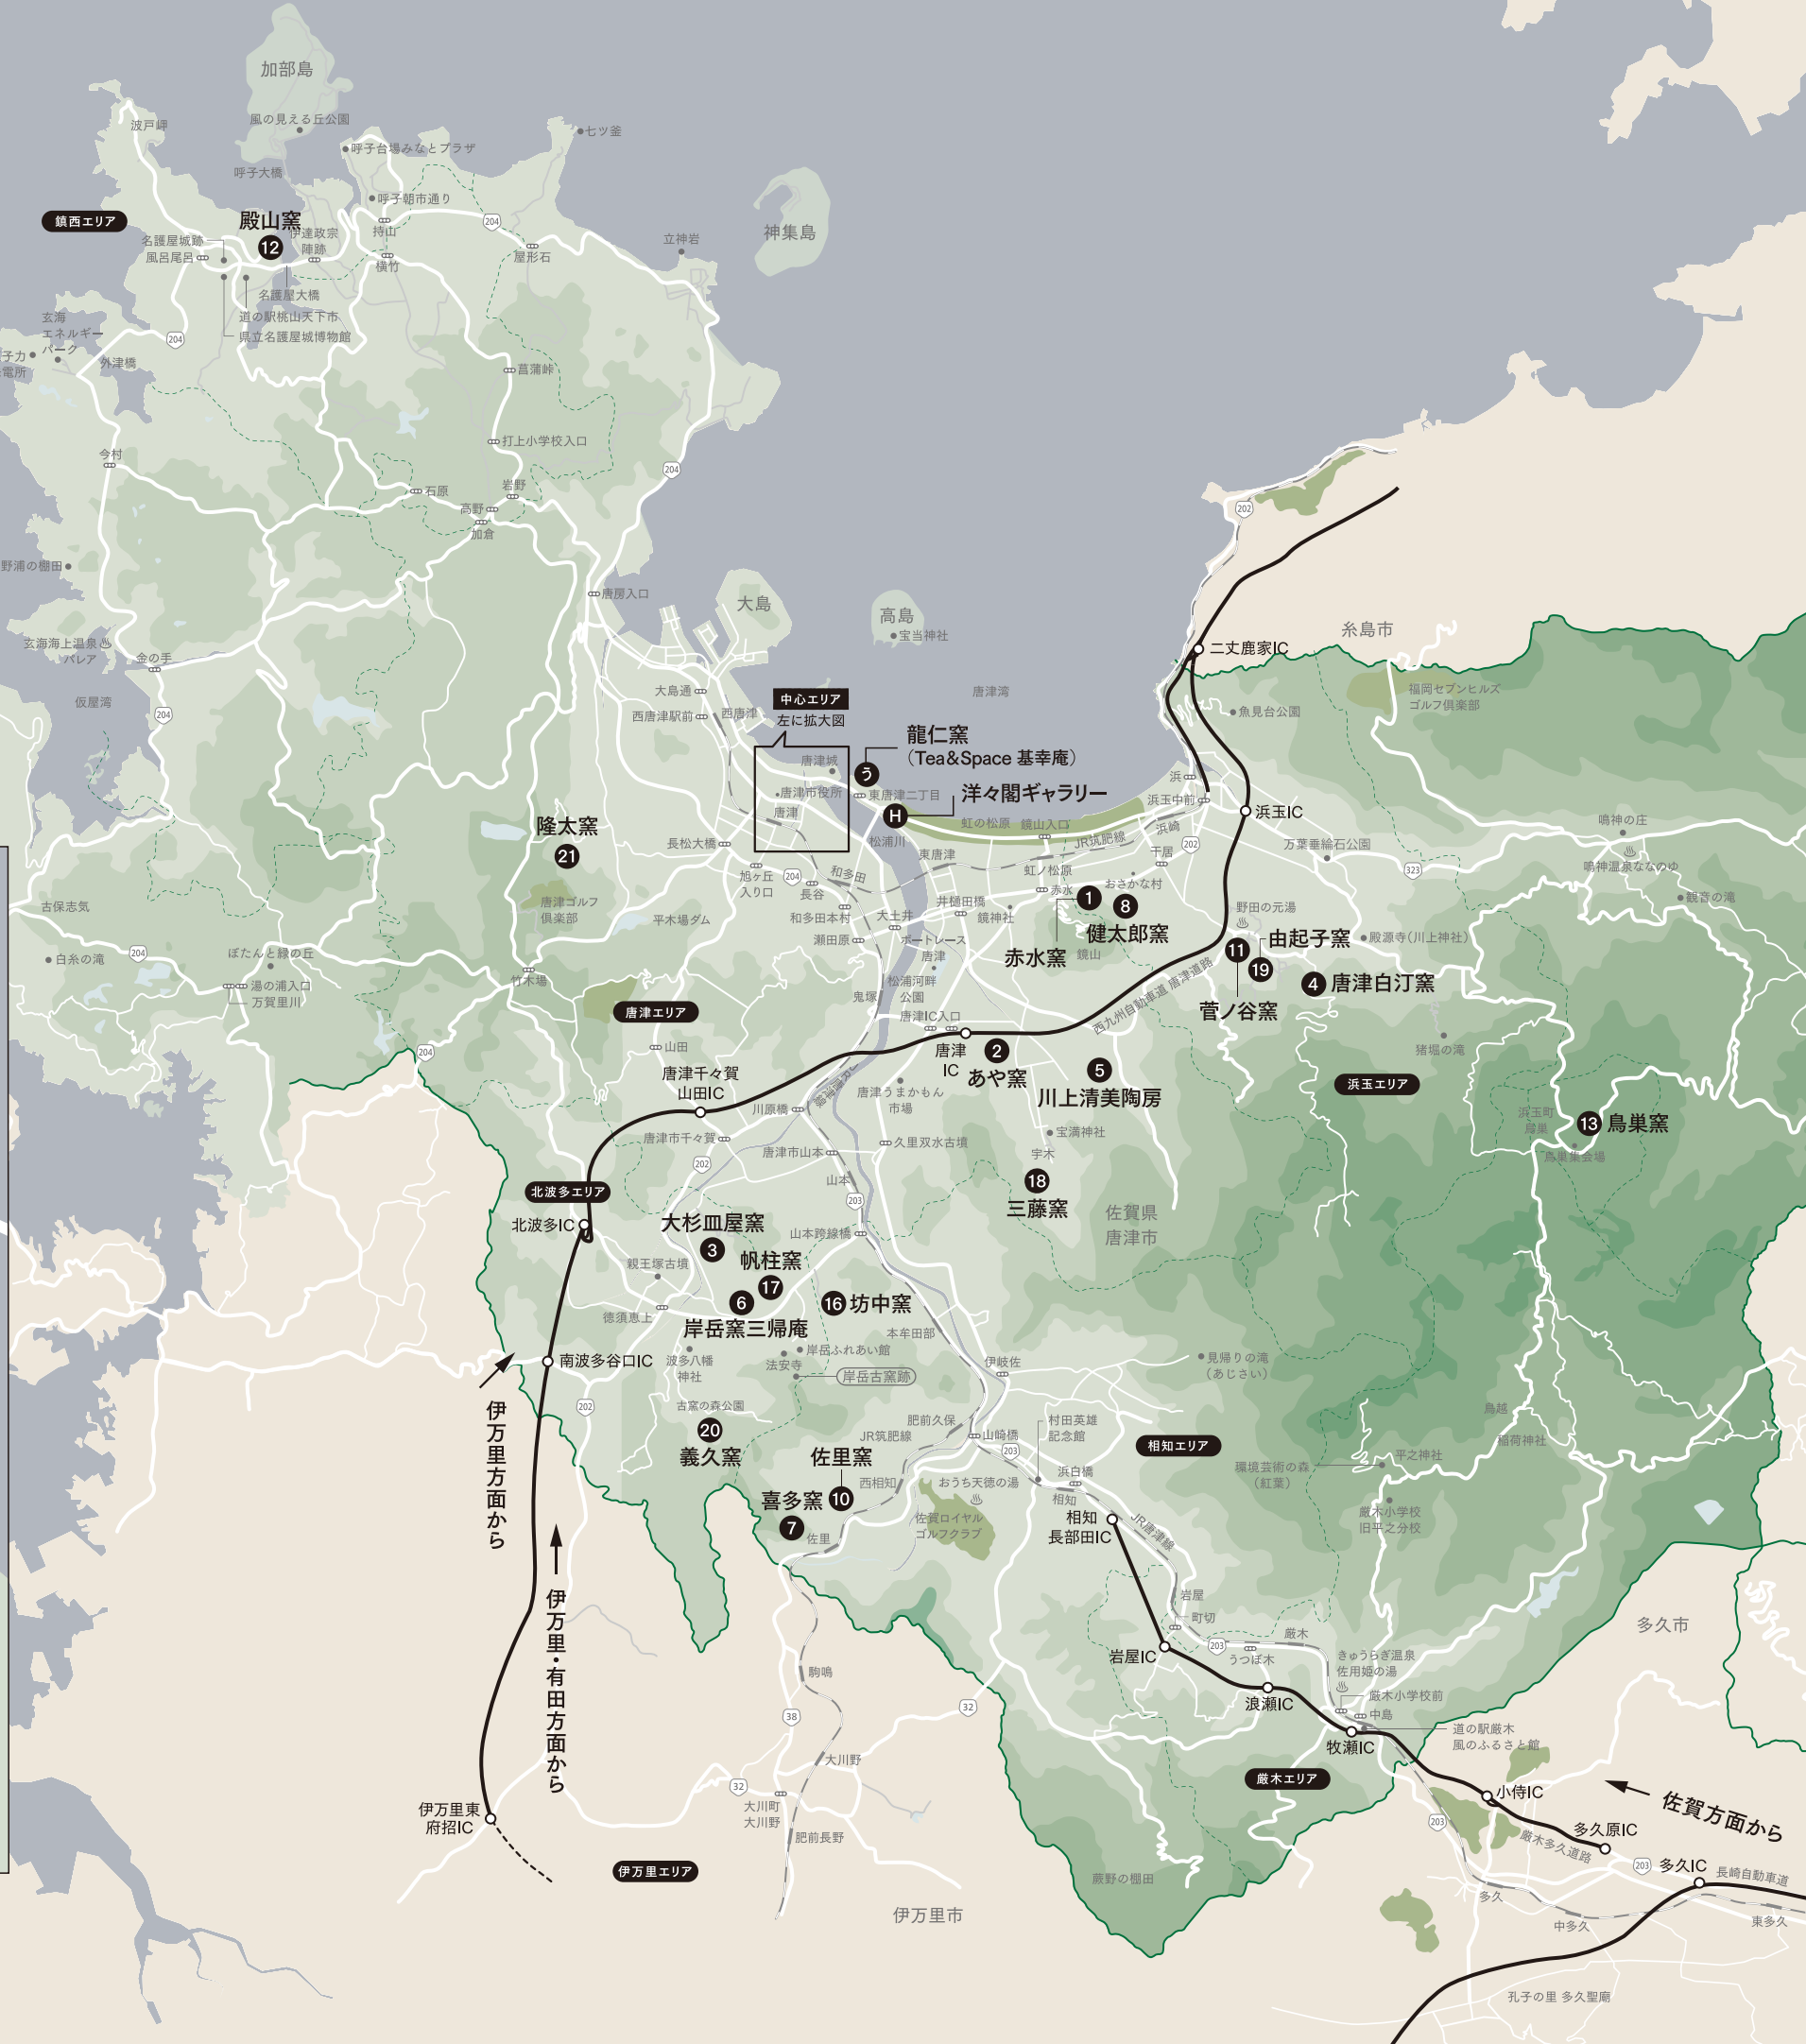 加部島
風の見える丘公園
波戸岬
呼子大橋
呼子台場みなとプラザ
七ツ釜
呼子朝市通り
鎮西エリア
殿山窯
12
名護屋城跡
風呂尾呂
伊達政宗
陣跡
持山
横竹
204
屋形石
立神岩
神集島
名護屋大橋
道の駅桃山天下市
県立名護屋城博物館
玄海
エネルギー
パーク
子力
電所
外津橋
204
菖蒲峠
打上小学校入口
今村
石原
岩野
高野
加倉
204
202
野浦の棚田
唐房入口
大島
高島
宝当神社
玄海海上温泉
パレア
金の手
仮屋湾
204
二丈鹿家IC
糸島市
大島通
西唐津駅前
西唐津
中心エリア
左に拡大図
唐津湾
福岡セブンヒルズ
ゴルフ倶楽部
魚見台公園
龍仁窯
(Tea&Space 基幸庵)
う
唐津城
唐津市役所
唐津
東唐津二丁目
洋々閣ギャラリー
H
浜
浜玉中前
浜玉IC
隆太窯
21
長松大橋
松浦川
虹の松原
鏡山入口
JR筑肥線
浜崎
202
干居
万葉垂綸石公園
鳴神の庄
鳴神温泉ななのゆ
323
観音の滝
旭ヶ丘
入り口
204
和多田
長谷
東唐津
虹ノ松原
おさかな村
赤水
1
8
健太郎窯
赤水窯
鏡山
古保志気
唐津ゴルフ
倶楽部
平木場ダム
和多田本村
大土井
井樋田橋
鏡神社
瀬田原
ボートレース
唐津
野田の元湯
由起子窯
11
19
殿源寺(川上神社)
4
唐津白汀窯
菅ノ谷窯
白糸の滝
204
ぼたんと緑の丘
湯の浦入口
万賀里川
竹木場
松浦河畔
公園
鬼塚
唐津エリア
唐津IC入口
西九州自動車道 唐津道路
猪堀の滝
204
山田
唐津
IC
2
あや窯
5
川上清美陶房
浜玉エリア
唐津千々賀
山田IC
唐津うまかもん
市場
JR唐津線
川原橋
浜玉町
鳥巣
13
鳥巣窯
鳥巣集会場
唐津市千々賀
202
唐津市山本
久里双水古墳
宝満神社
宇木
18
三藤窯
山本
203
北波多エリア
北波多IC
佐賀県
唐津市
大杉皿屋窯
3
帆柱窯
17
山本跨線橋
親王塚古墳
6
16
坊中窯
徳須恵上
岸岳窯三帰庵
本牟田部
岸岳ふれあい館
南波多谷口IC
波多八幡
神社
法安寺
岸岳古窯跡
伊岐佐
見帰りの滝
(あじさい)
202
伊万里方面から
古窯の森公園
20
義久窯
肥前久保
JR筑肥線
山崎橋
203
村田英雄
記念館
相知エリア
鳥越
稲荷神社
佐里窯
10
西相知
おうち天徳の湯
浜白橋
相知
環境芸術の森
(紅葉)
平之神社
喜多窯
7
佐里
佐賀ロイヤル
ゴルフクラブ
相知
長部田IC
JR唐津線
厳木小学校
旧平之分校
伊万里・有田方面から
岩屋
町切
岩屋IC
203
うつぼ木
厳木
多久市
きゅうらぎ温泉
佐用姫の湯
浪瀬IC
厳木小学校前
中島
駒鳴
32
38
牧瀬IC
道の駅厳木
風のふるさと館
厳木エリア
小侍IC
佐賀方面から
大川野
32
大川町
大川野
伊万里東
府招IC
203
多久原IC
厳木多久道路
203
多久IC
長崎自動車道
肥前長野
伊万里エリア
蕨野の棚田
多久
中多久
東多久
伊万里市
孔子の里 多久聖廟